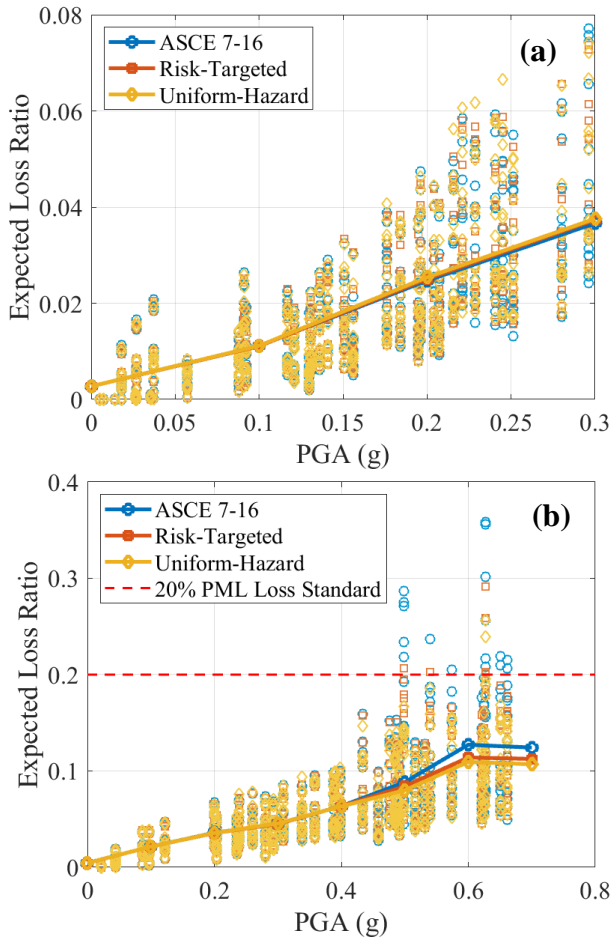 0.08
0.06
0.04
0.02
0
Expected Loss Ratio
ASCE 7-16
Risk-Targeted
Uniform-Hazard
(a)
0 0.05 0.1 0.15 0.2 0.25 0.3
PGA (g)
0.4
0.3
0.2
0.1
0
Expected Loss Ratio
ASCE 7-16
Risk-Targeted
Uniform-Hazard
20% PML Loss Standard
(b)
0 0.2 0.4 0.6 0.8
PGA (g)